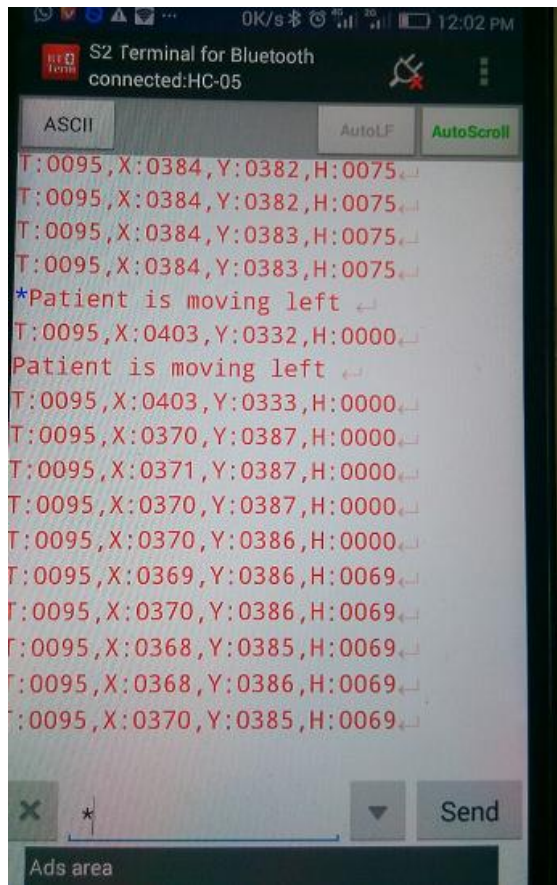 0K/s 4G 2G 12:02 PM
BT Term
S2 Terminal for Bluetooth
connected:HC-05
ASCII AutoLF AutoScroll
T:0095,X:0384,Y:0382,H:0075↵
T:0095,X:0384,Y:0382,H:0075↵
T:0095,X:0384,Y:0383,H:0075↵
T:0095,X:0384,Y:0383,H:0075↵
*Patient is moving left ↵
T:0095,X:0403,Y:0332,H:0000↵
Patient is moving left ↵
T:0095,X:0403,Y:0333,H:0000↵
T:0095,X:0370,Y:0387,H:0000↵
T:0095,X:0371,Y:0387,H:0000↵
T:0095,X:0370,Y:0387,H:0000↵
T:0095,X:0370,Y:0386,H:0000↵
T:0095,X:0369,Y:0386,H:0069↵
T:0095,X:0370,Y:0386,H:0069↵
T:0095,X:0368,Y:0385,H:0069↵
T:0095,X:0368,Y:0386,H:0069↵
:0095,X:0370,Y:0385,H:0069↵
* Send
Ads area